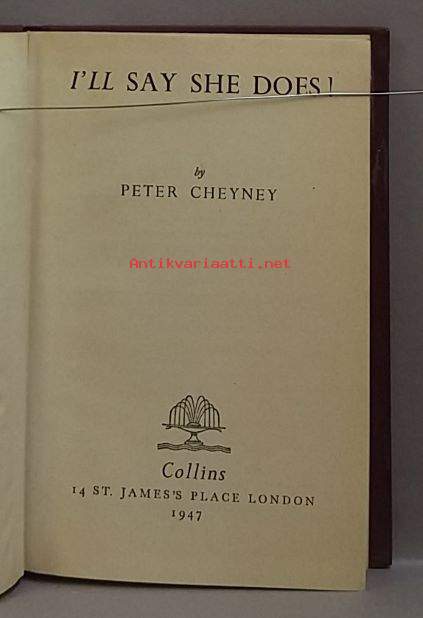 I'LL SAY SHE DOES!
by
PETER CHEYNEY
Antikvariaatti.net
Collins
14 ST. JAMES'S PLACE LONDON
1947